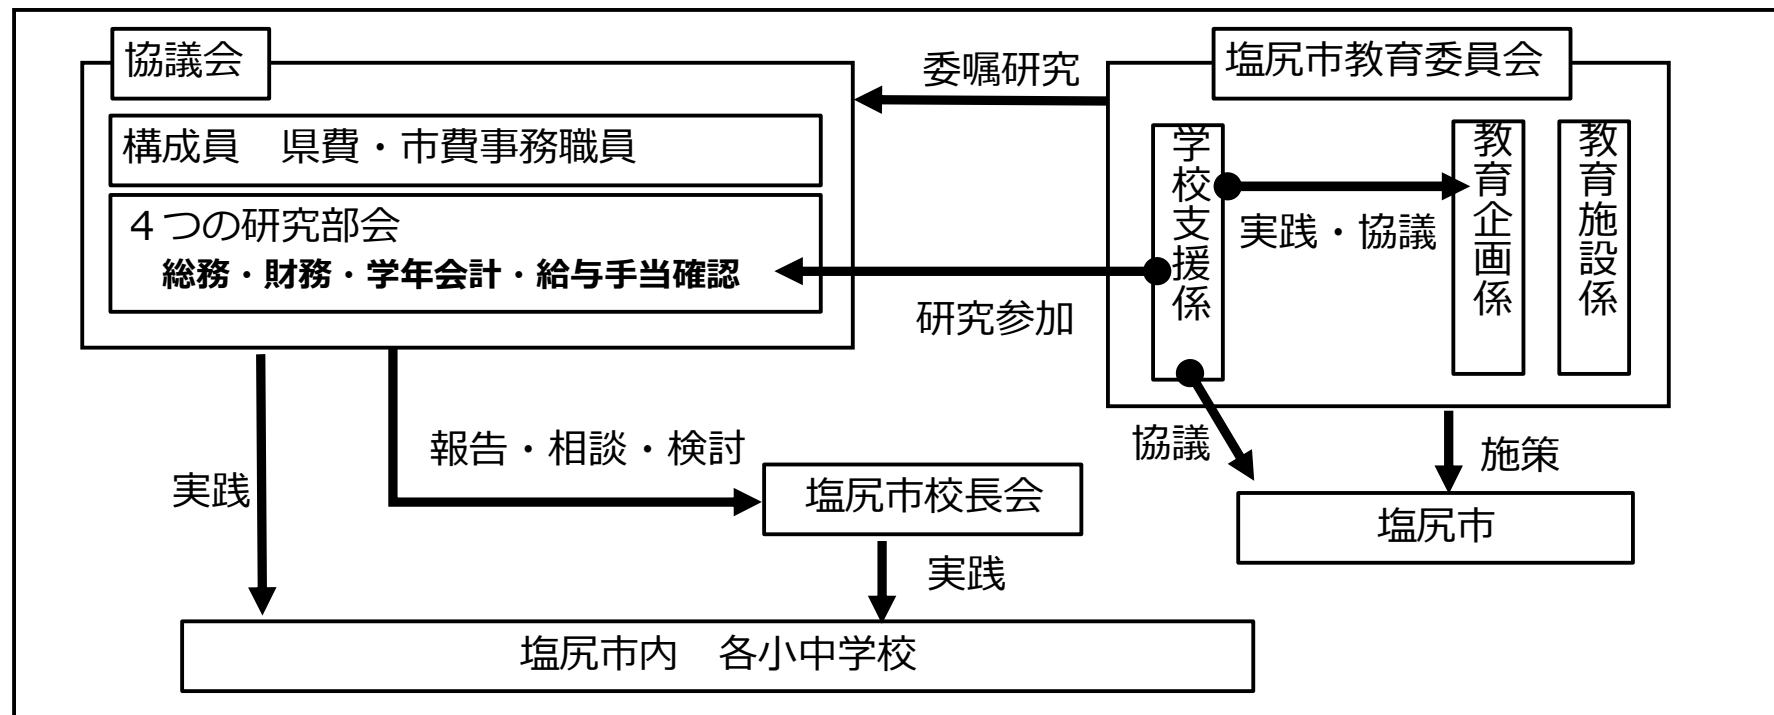 協議会
構成員　県費・市費事務職員
４つの研究部会
総務・財務・学年会計・給与手当確認
委嘱研究
研究参加
塩尻市教育委員会
学校支援係
実践・協議
教育企画係
教育施設係
報告・相談・検討
実践
塩尻市校長会
実践
協議
施策
塩尻市
塩尻市内　各小中学校